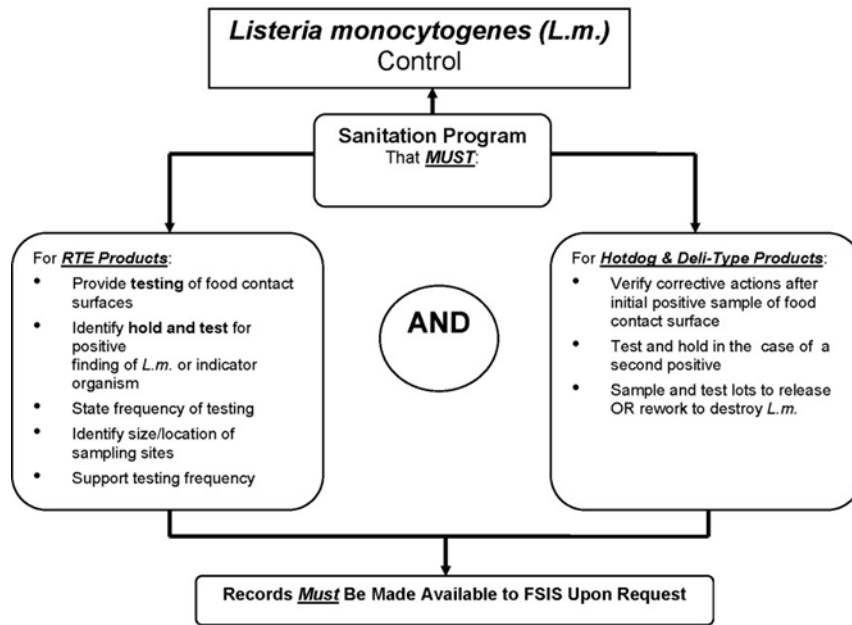 Listeria monocytogenes (L.m.)
Control
Sanitation Program
That MUST:
For RTE Products:
• Provide testing of food contact
surfaces
• Identify hold and test for
positive
finding of L.m. or indicator
organism
• State frequency of testing
• Identify size/location of
sampling sites
• Support testing frequency
AND
For Hotdog & Deli-Type Products:
• Verify corrective actions after
initial positive sample of food
contact surface
• Test and hold in the case of a
second positive
• Sample and test lots to release
OR rework to destroy L.m.
Records Must Be Made Available to FSIS Upon Request